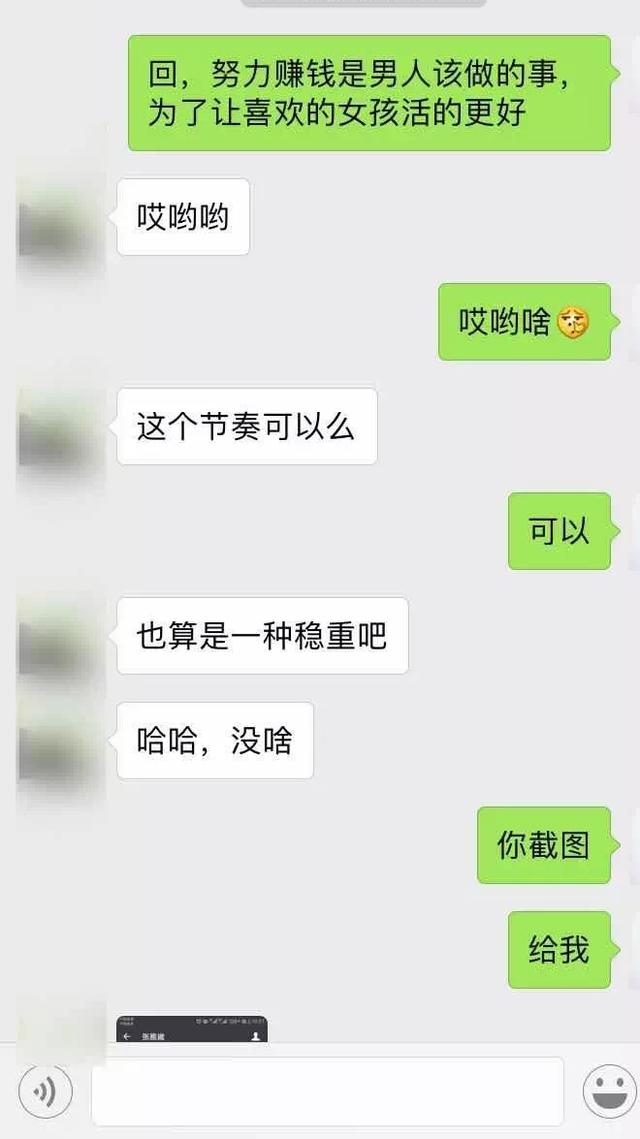 回，努力赚钱是男人该做的事，
为了让喜欢的女孩活的更好
哎哟哟
哎哟啥
这个节奏可以么
可以
也算是一种稳重吧
哈哈，没啥
你截图
给我